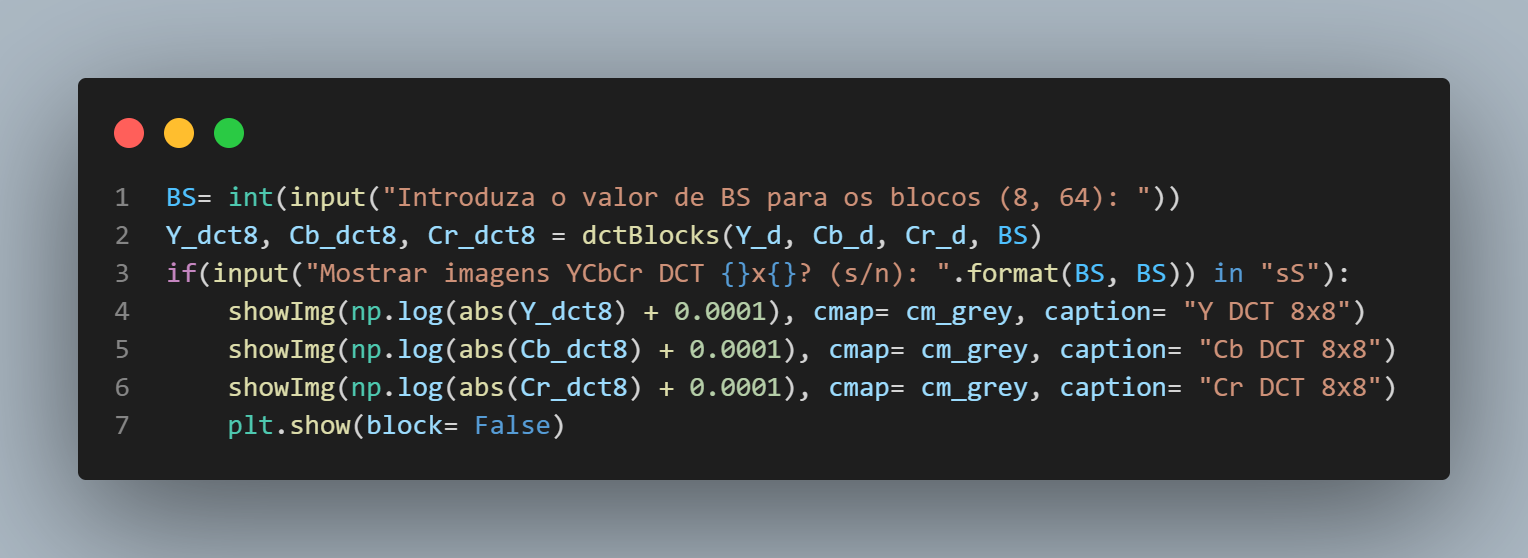 1 BS= int(input("Introduza o valor de BS para os blocos (8, 64): "))
2 Y_dct8, Cb_dct8, Cr_dct8 = dctBlocks(Y_d, Cb_d, Cr_d, BS)
3 if(input("Mostrar imagens YCbCr DCT {}x{}? (s/n): ".format(BS, BS)) in "sS"):
4     showImg(np.log(abs(Y_dct8) + 0.0001), cmap= cm_grey, caption= "Y DCT 8x8")
5     showImg(np.log(abs(Cb_dct8) + 0.0001), cmap= cm_grey, caption= "Cb DCT 8x8")
6     showImg(np.log(abs(Cr_dct8) + 0.0001), cmap= cm_grey, caption= "Cr DCT 8x8")
7     plt.show(block= False)